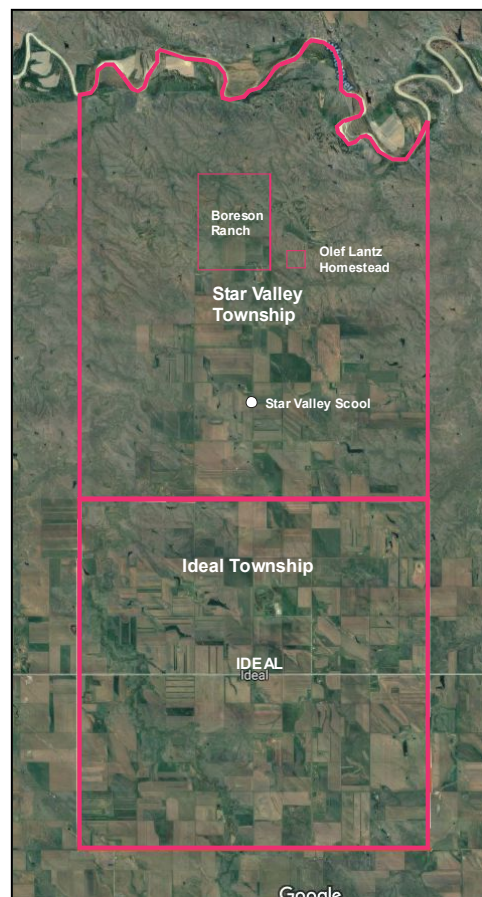 Boreson
Ranch
Olef Lantz
Homestead
Star Valley
Township
Star Valley Scool
Ideal Township
IDEAL
Ideal
Google